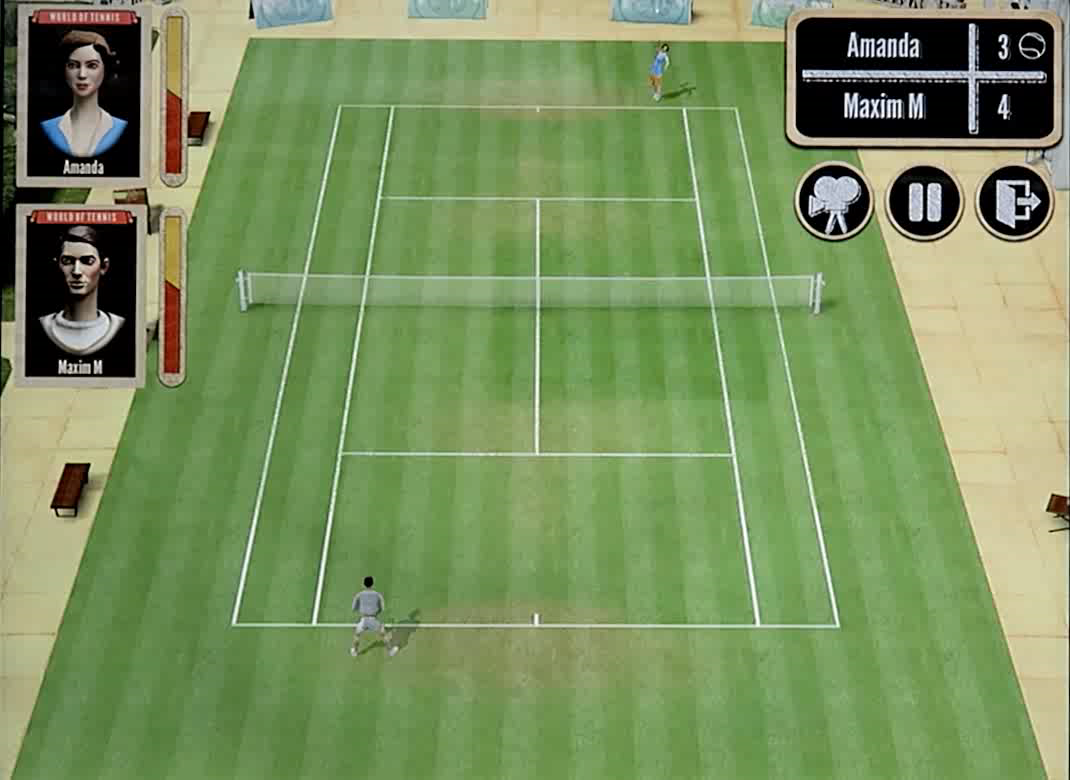 WORLD OF TENNIS
Amanda
WORLD OF TENNIS
Maxim M
Amanda 3
Maxim M 4